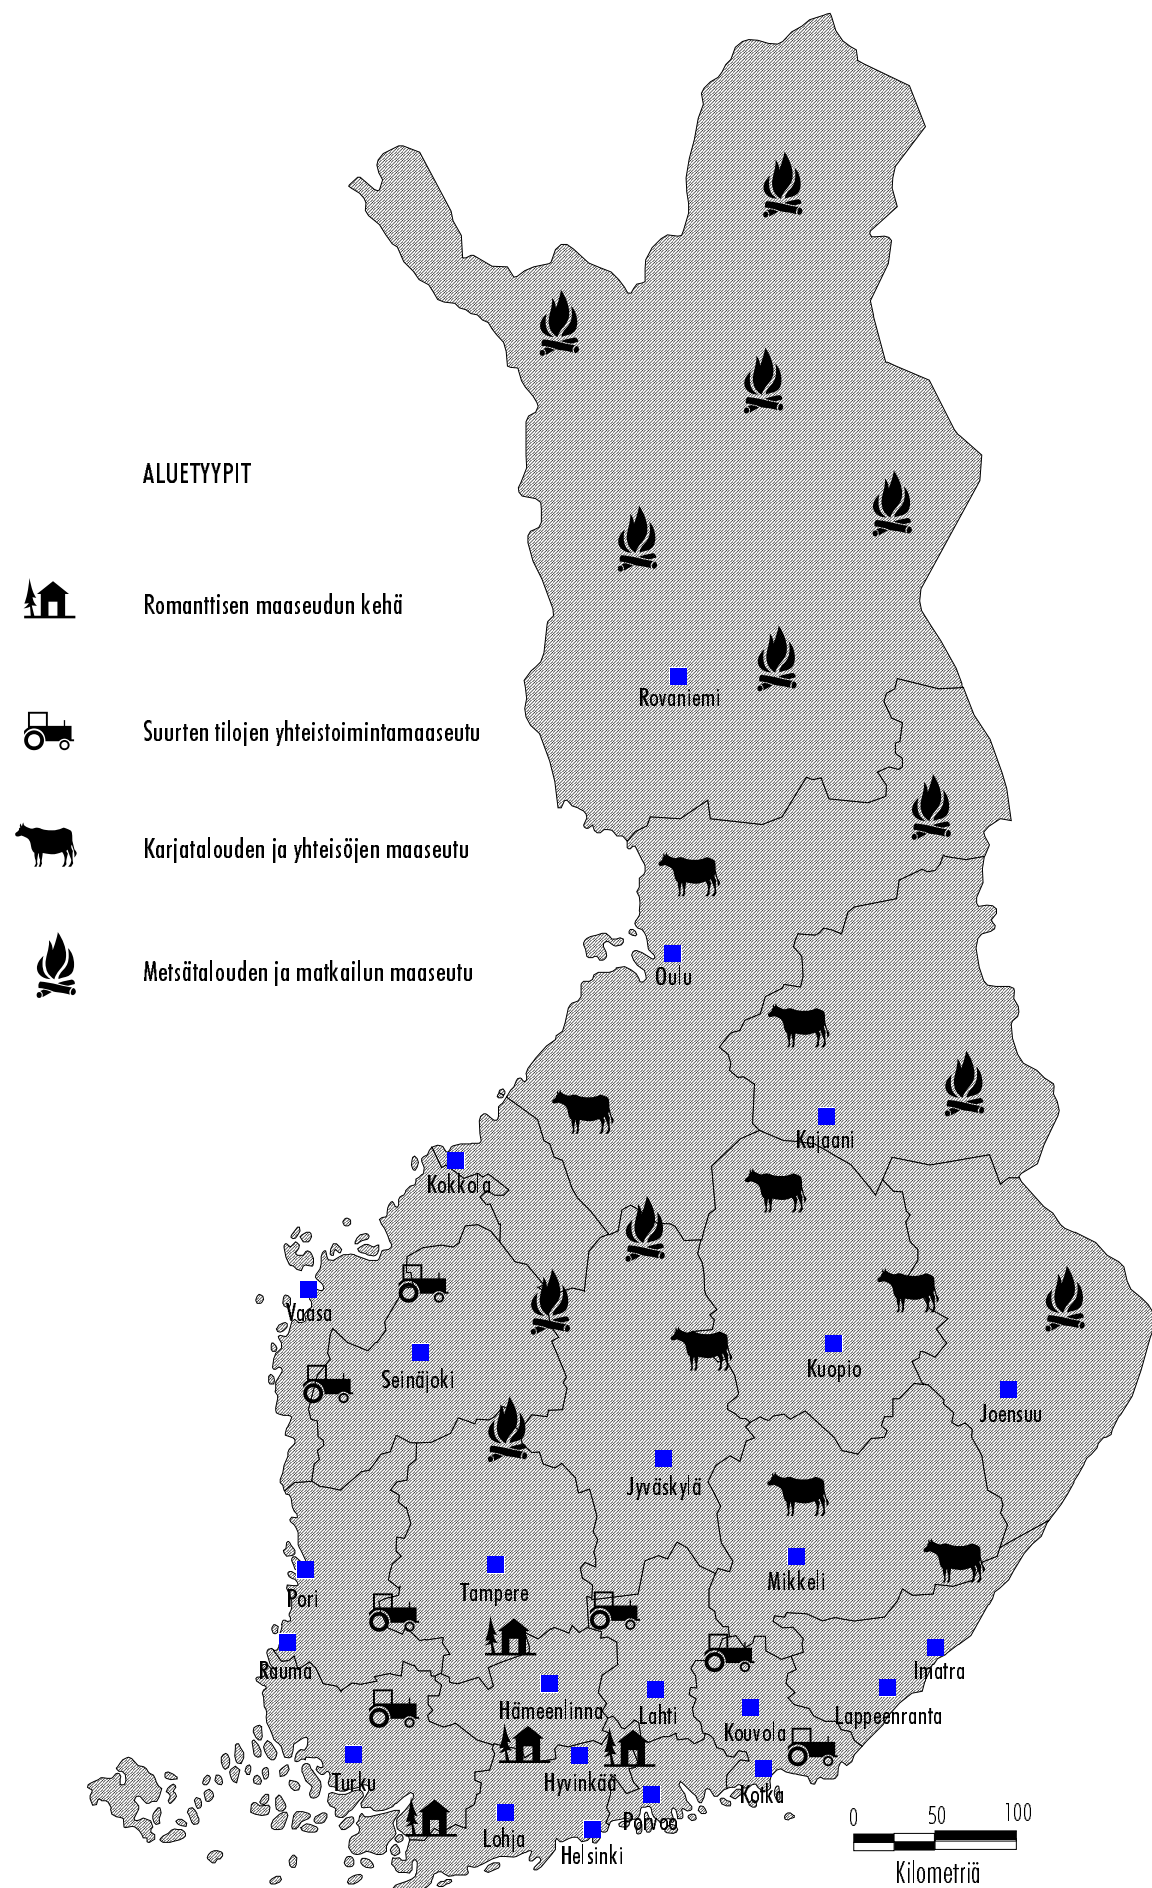 ALUETYYPIT
Romanttisen maaseudun kehä
Suurten tilojen yhteistoimintamaaseutu
Karjatalouden ja yhteisöjen maaseutu
Metsätalouden ja matkailun maaseutu
Rovaniemi
Oulu
Kajaani
Kokkola
Vaasa
Seinäjoki
Kuopio
Joensuu
Jyväskylä
Mikkeli
Tampere
Pori
Rauma
Imatra
Hämeenlinna
Lahti
Lappeenranta
Kouvola
Turku
Hyvinkää
Kotka
Porvoo
Lohja
Helsinki
0 50 100
Kilometriä